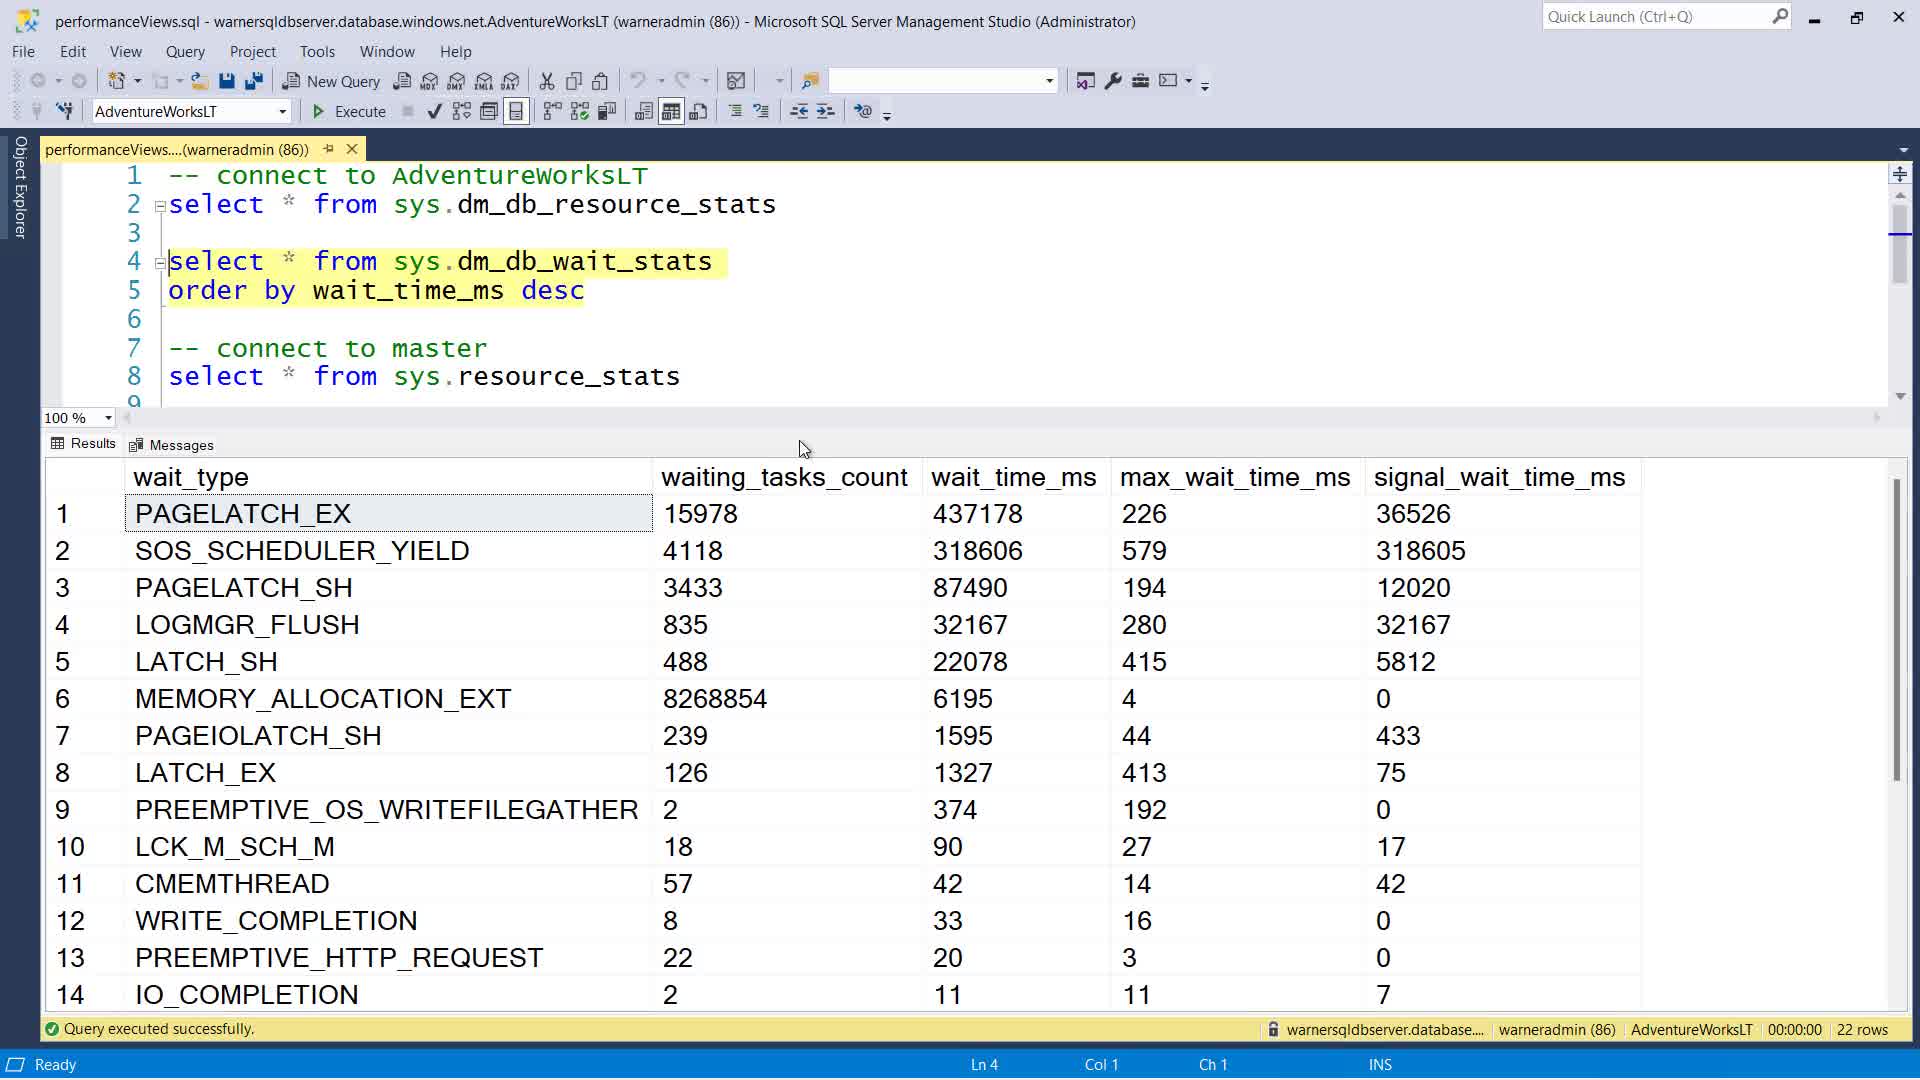 performanceViews.sql - warnersqldbserver.database.windows.net.AdventureWorksLT (warneradmin (86)) - Microsoft SQL Server Management Studio (Administrator)
Quick Launch (Ctrl+Q)
File Edit View Query Project Tools Window Help
New Query
MDX DMX XMLA DAX
AdventureWorksLT Execute
Object Explorer
performanceViews....(warneradmin (86))
1 -- connect to AdventureWorksLT
2 select * from sys.dm_db_resource_stats
3
4 select * from sys.dm_db_wait_stats
5 order by wait_time_ms desc
6
7 -- connect to master
8 select * from sys.resource_stats
9
100 %
Results Messages
wait_type waiting_tasks_count wait_time_ms max_wait_time_ms signal_wait_time_ms
1 PAGELATCH_EX 15978 437178 226 36526
2 SOS_SCHEDULER_YIELD 4118 318606 579 318605
3 PAGELATCH_SH 3433 87490 194 12020
4 LOGMGR_FLUSH 835 32167 280 32167
5 LATCH_SH 488 22078 415 5812
6 MEMORY_ALLOCATION_EXT 8268854 6195 4 0
7 PAGEIOLATCH_SH 239 1595 44 433
8 LATCH_EX 126 1327 413 75
9 PREEMPTIVE_OS_WRITEFILEGATHER 2 374 192 0
10 LCK_M_SCH_M 18 90 27 17
11 CMEMTHREAD 57 42 14 42
12 WRITE_COMPLETION 8 33 16 0
13 PREEMPTIVE_HTTP_REQUEST 22 20 3 0
14 IO_COMPLETION 2 11 11 7
Query executed successfully. warnersqldbserver.database.... warneradmin (86) AdventureWorksLT 00:00:00 22 rows
Ready Ln 4 Col 1 Ch 1 INS